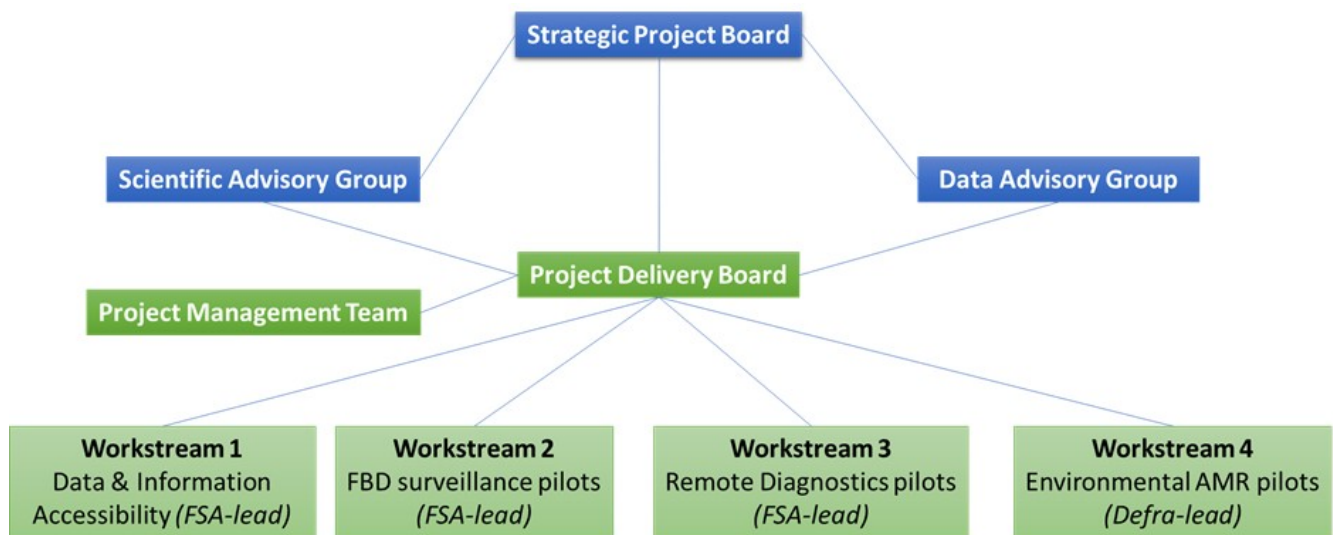 Strategic Project Board
Scientific Advisory Group
Data Advisory Group
Project Delivery Board
Project Management Team
Workstream 1
Data & Information
Accessibility (FSA-lead)
Workstream 2
FBD surveillance pilots
(FSA-lead)
Workstream 3
Remote Diagnostics pilots
(FSA-lead)
Workstream 4
Environmental AMR pilots
(Defra-lead)